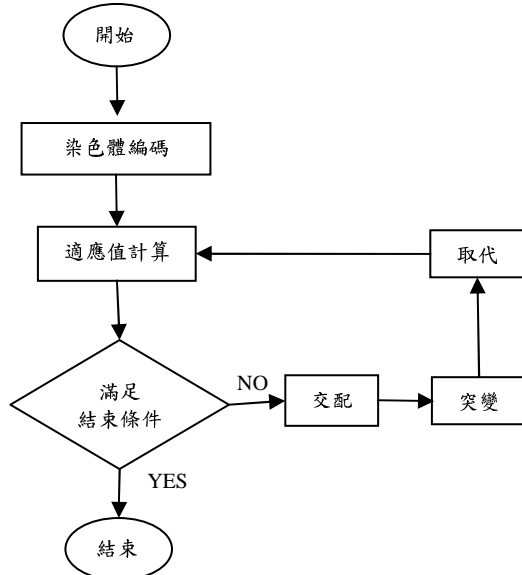 開始
染色體編碼
適應值計算
取代
滿足
結束條件
NO
交配
突變
YES
結束